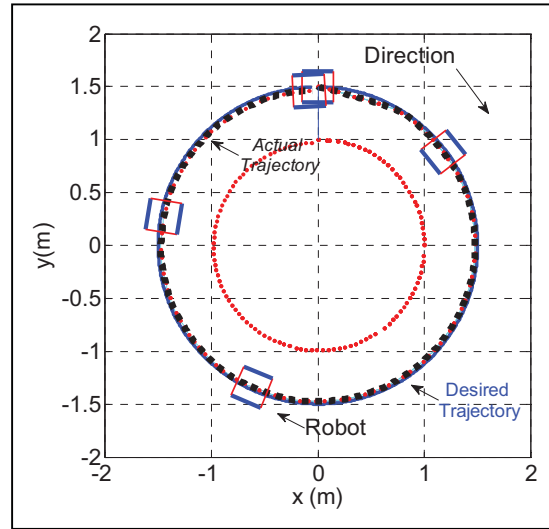 2
Direction
1.5
1
Actual
Trajectory
0.5
y(m)
0
-0.5
-1
Desired
Trajectory
-1.5
Robot
-2
-2
-1
0
1
2
x (m)